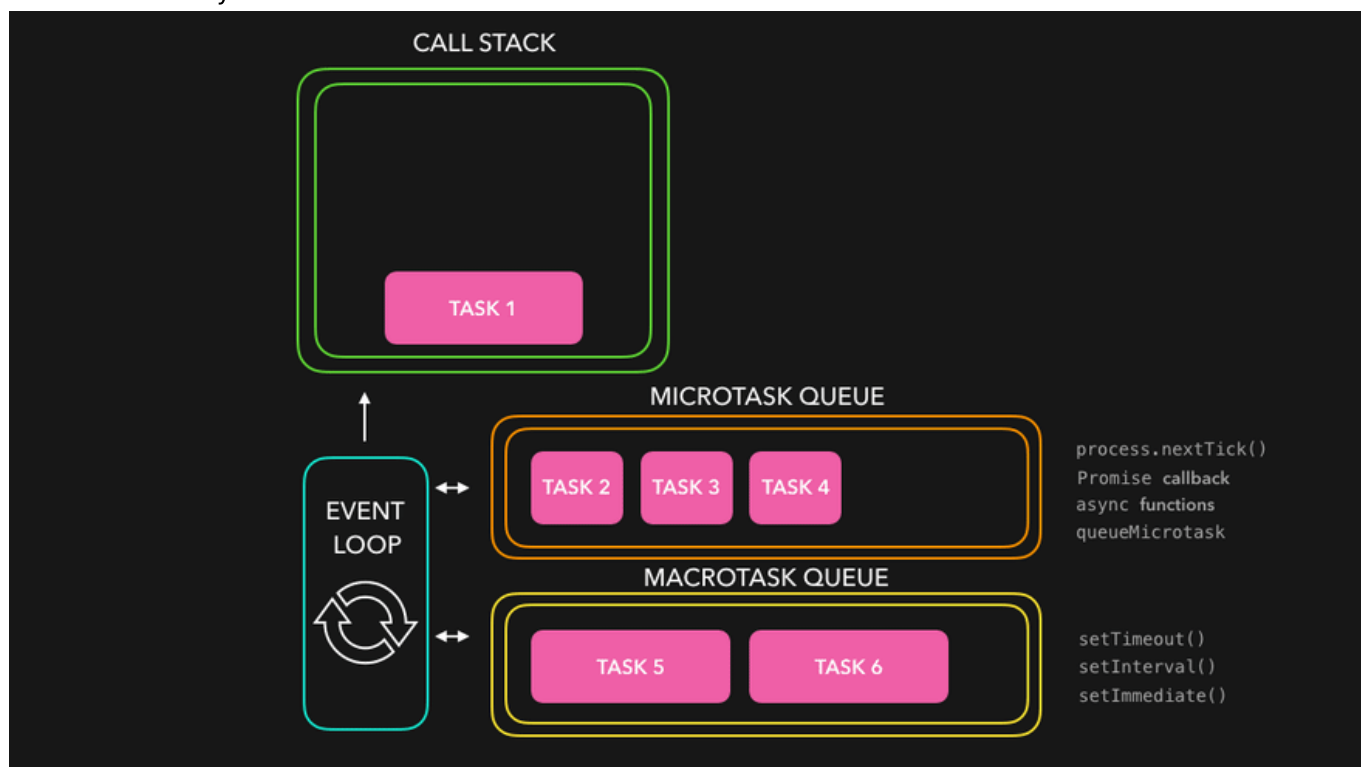 CALL STACK
TASK 1
MICROTASK QUEUE
TASK 2 TASK 3 TASK 4
process.nextTick()
Promise callback
async functions
queueMicrotask
EVENT
LOOP
MACROTASK QUEUE
TASK 5 TASK 6
setTimeout()
setInterval()
setImmediate()